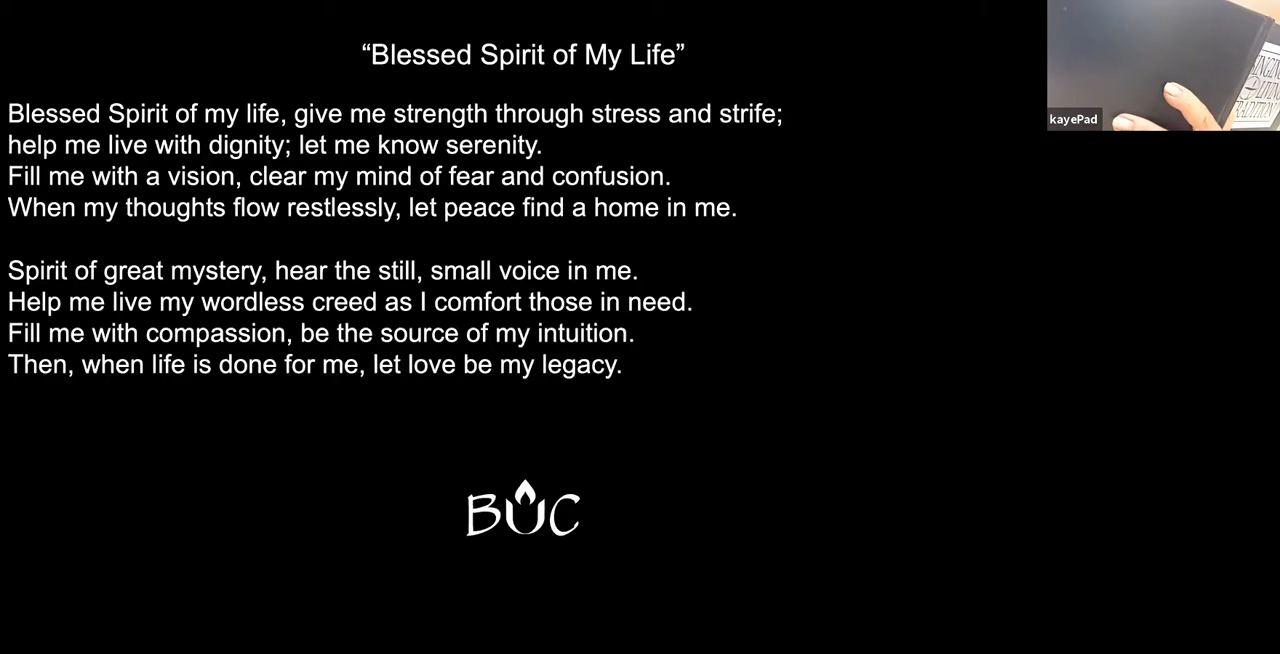 “Blessed Spirit of My Life”
Blessed Spirit of my life, give me strength through stress and strife;
help me live with dignity; let me know serenity.
Fill me with a vision, clear my mind of fear and confusion.
When my thoughts flow restlessly, let peace find a home in me.
Spirit of great mystery, hear the still, small voice in me.
Help me live my wordless creed as I comfort those in need.
Fill me with compassion, be the source of my intuition.
Then, when life is done for me, let love be my legacy.
BUC
kayePad
LIVING
TRADITION